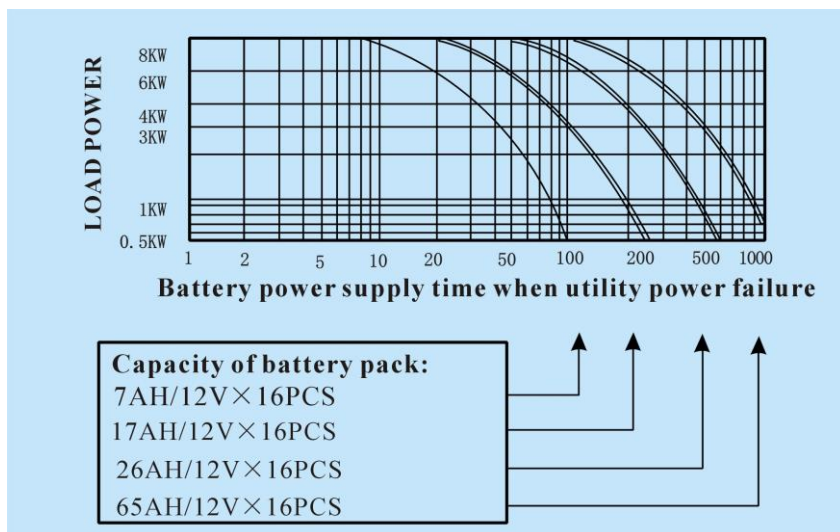 LOAD POWER
8KW
6KW
4KW
3KW
1KW
0.5KW
1 2 5 10 20 50 100 200 500 1000
Battery power supply time when utility power failure
Capacity of battery pack:
7AH/12V×16PCS
17AH/12V×16PCS
26AH/12V×16PCS
65AH/12V×16PCS